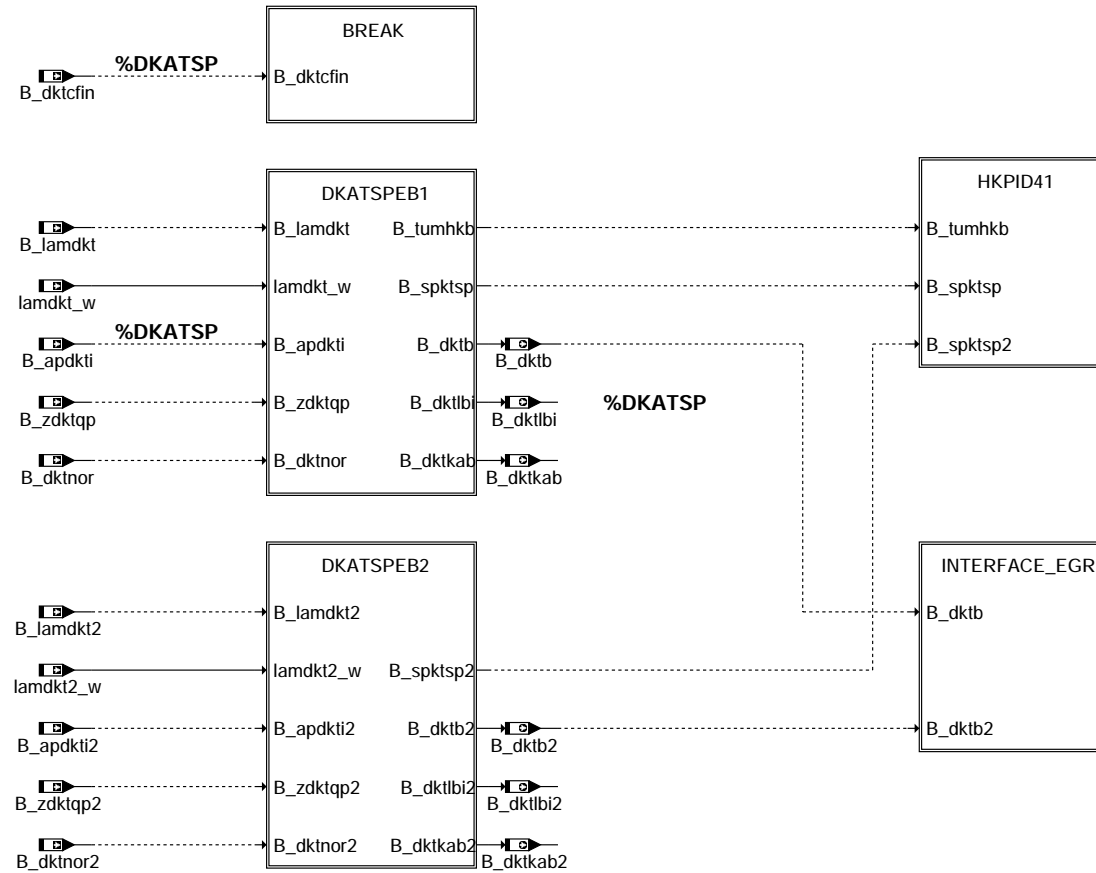 BREAK
%DKATSP
B_dktcfin
B_dktcfin
DKATSPEB1
HKPID41
B_lamdkt
B_lamdkt
B_tumhkb
B_tumhkb
lamdkt_w
lamdkt_w
B_spktsp
B_spktsp
%DKATSP
B_apdkti
B_apdkti
B_dktb
B_dktb
B_spktsp2
B_zdktqp
B_zdktqp
B_dktlbi
B_dktlbi
%DKATSP
B_dktnor
B_dktnor
B_dktkab
B_dktkab
DKATSPEB2
INTERFACE_EGR
B_lamdkt2
B_lamdkt2
B_dktb
lamdkt2_w
lamdkt2_w
B_spktsp2
B_apdkti2
B_apdkti2
B_dktb2
B_dktb2
B_dktb2
B_zdktqp2
B_zdktqp2
B_dktlbi2
B_dktlbi2
B_dktnor2
B_dktnor2
B_dktkab2
B_dktkab2